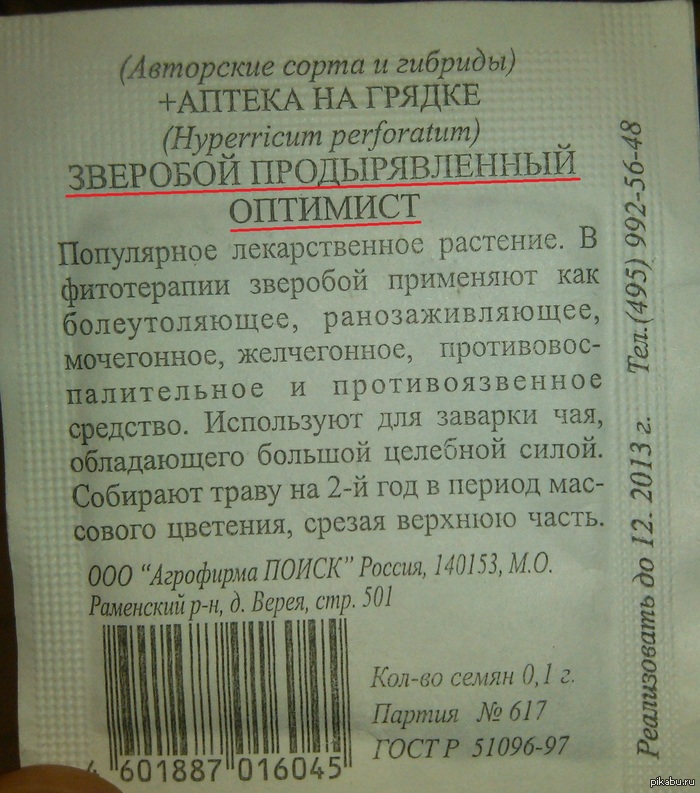 (Авторские сорта и гибриды)
+АПТЕКА НА ГРЯДКЕ
(Hyperricum perforatum)
ЗВЕРОБОЙ ПРОДЫРЯВЛЕННЫЙ
ОПТИМИСТ
Популярное лекарственное растение. В
фитотерапии зверобой применяют как
болеутоляющее, ранозаживляющее,
мочегонное, желчегонное, противовос-
палительное и противоязвенное
средство. Используют для заварки чая,
обладающего большой целебной силой.
Собирают траву на 2-й год в период мас-
сового цветения, срезая верхнюю часть.
ООО “Агрофирма ПОИСК” Россия, 140153, М.О.
Раменский р-н, д. Верея, стр. 501
Кол-во семян 0,1 г.
Партия № 617
ГОСТ Р 51096-97
4 601887 016045
Реализовать до 12. 2013 г. Тел.(495) 992-56-48
pikabu.ru